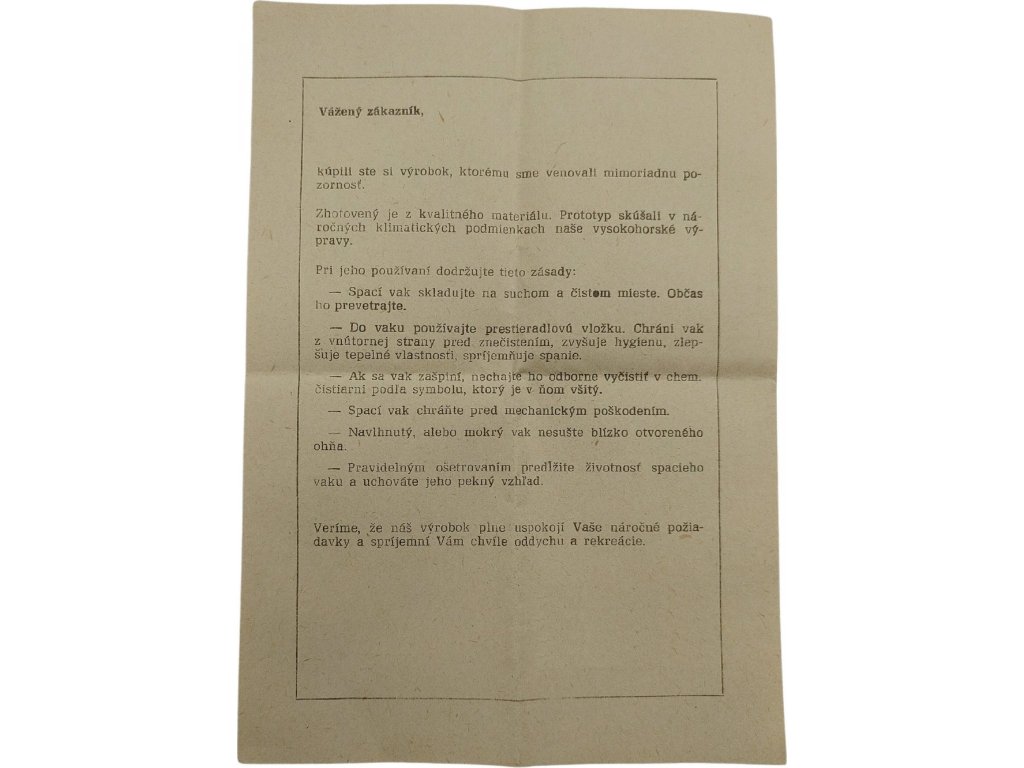 Vážený zákazník,
kúpili ste si výrobok, ktorému sme venovali mimoriadnu po-
zornosť.
Zhotovený je z kvalitného materiálu. Prototyp skúšali v ná-
ročných klimatických podmienkach naše vysokohorské vý-
pravy.
Pri jeho používaní dodržujte tieto zásady:
— Spací vak skladujte na suchom a čistom mieste. Občas
ho prevetrajte.
— Do vaku používajte prestieradlovú vložku. Chráni vak
z vnútornej strany pred znečistením, zvyšuje hygienu, zlep-
šuje tepelné vlastnosti, spríjemňuje spanie.
— Ak sa vak zašpiní, nechajte ho odborne vyčistiť v chem.
čistiarni podľa symbolu, ktorý je v ňom všitý.
— Spací vak chráňte pred mechanickým poškodením.
— Navlhnutý, alebo mokrý vak nesušte blízko otvoreného
ohňa.
— Pravidelným ošetrovaním predĺžite životnosť spacieho
vaku a uchováte jeho pekný vzhľad.
Veríme, že náš výrobok plne uspokojí Vaše náročné požia-
davky a spríjemní Vám chvíle oddychu a rekreácie.